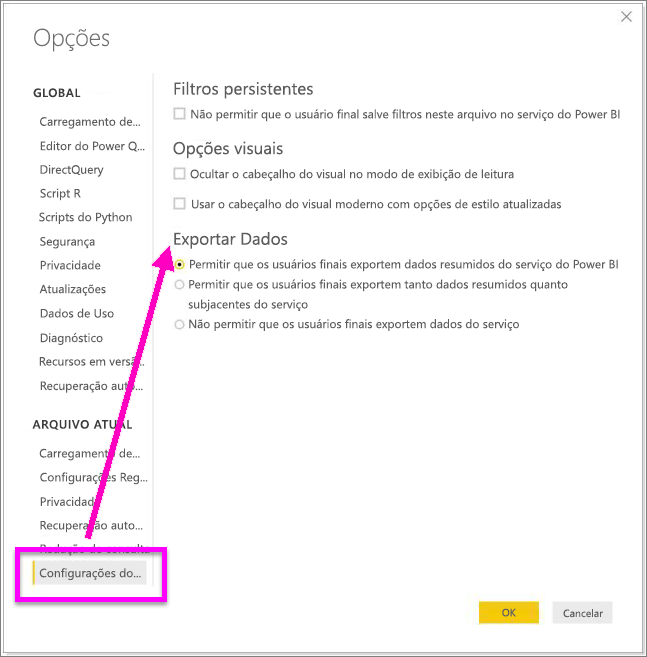 Opções
GLOBAL
Carregamento de...
Editor do Power Q...
DirectQuery
Script R
Scripts do Python
Segurança
Privacidade
Atualizações
Dados de Uso
Diagnóstico
Recursos em versã...
Recuperação auto...
ARQUIVO ATUAL
Carregamento de...
Configurações Reg...
Privacidade
Recuperação auto...
Redução de consulta
Configurações do...
Filtros persistentes
Não permitir que o usuário final salve filtros neste arquivo no serviço do Power BI
Opções visuais
Ocultar o cabeçalho do visual no modo de exibição de leitura
Usar o cabeçalho do visual moderno com opções de estilo atualizadas
Exportar Dados
Permitir que os usuários finais exportem dados resumidos do serviço do Power BI
Permitir que os usuários finais exportem tanto dados resumidos quanto
subjacentes do serviço
Não permitir que os usuários finais exportem dados do serviço
OK
Cancelar